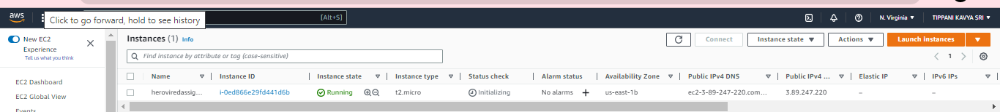 aws
Click to go forward, hold to see history
[Alt+S]
N. Virginia
TIPPANI KAVYA SRI
New EC2
Experience
Tell us what you think
EC2 Dashboard
EC2 Global View
Events
Instances (1) Info
Connect
Instance state
Actions
Launch instances
Find instance by attribute or tag (case-sensitive)
1
Name Instance ID Instance state Instance type Status check Alarm status Availability Zone Public IPv4 DNS Public IPv4 ... Elastic IP IPv6 IPs
heroviredassig... i-0ed866e29fd441d6b Running t2.micro Initializing No alarms + us-east-1b ec2-3-89-247-220.com... 3.89.247.220 – –